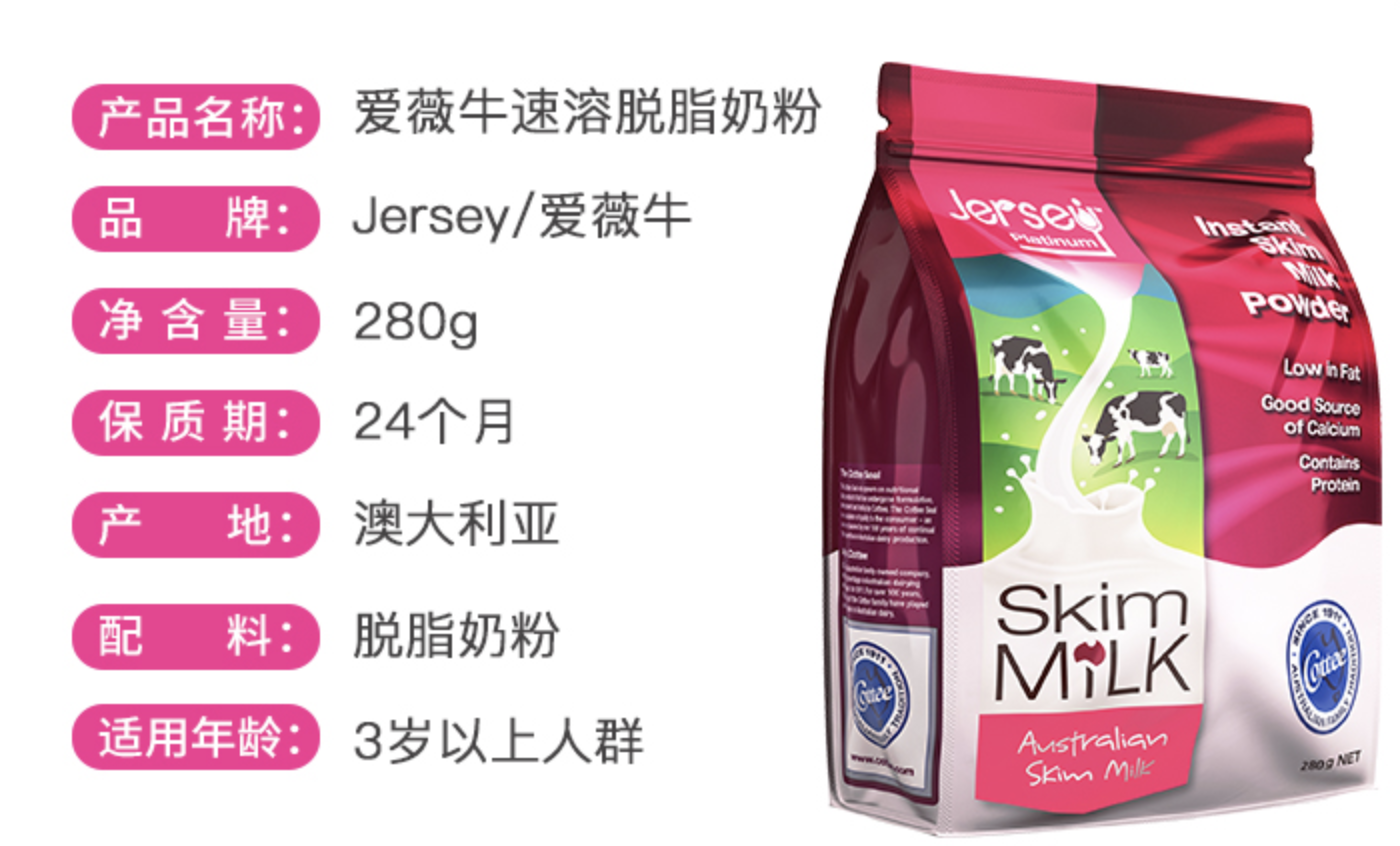 产品名称： 爱薇牛速溶脱脂奶粉
品牌： Jersey/爱薇牛
净含量： 280g
保质期： 24个月
产地： 澳大利亚
配料： 脱脂奶粉
适用年龄： 3岁以上人群
Jersey
Platinum
Instant
Skim
Milk
Powder
Low in Fat
Good Source
of Calcium
Contains
Protein
Skim
MiLK
Australian
Skim Milk
SINCE 1911
Cottee
AUSTRALIAN FAMILY TRADITION
280g NET